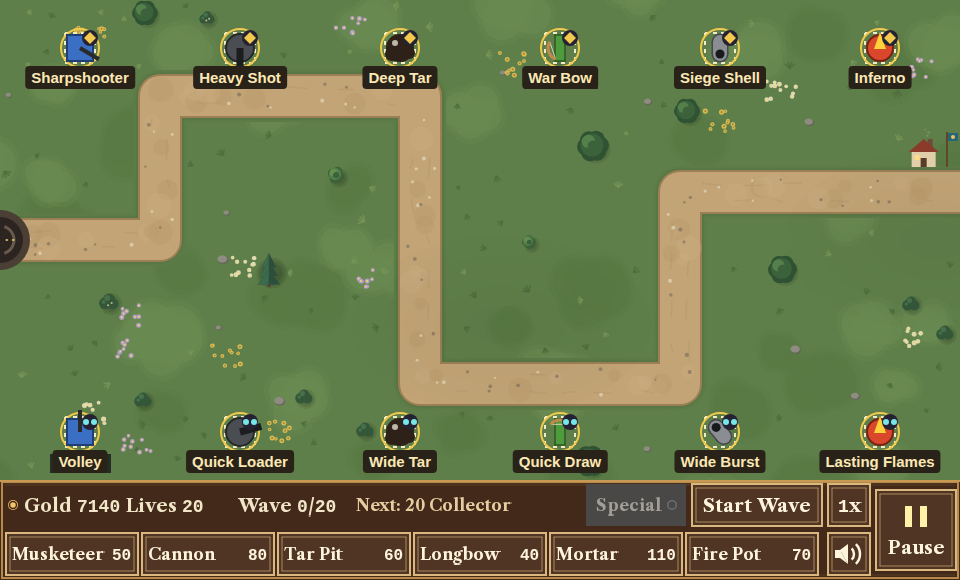 Sharpshooter Heavy Shot Deep Tar War Bow Siege Shell Inferno
Volley Quick Loader Wide Tar Quick Draw Wide Burst Lasting Flames
Gold 7140 Lives 20 Wave 0/20 Next: 20 Collector Special Start Wave 1x
Pause
Musketeer 50 Cannon 80 Tar Pit 60 Longbow 40 Mortar 110 Fire Pot 70